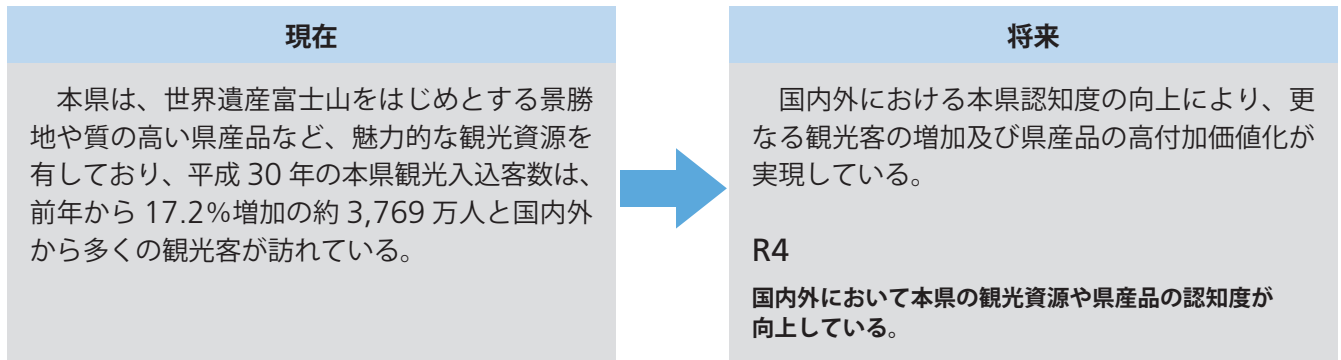 現在
本県は、世界遺産富士山をはじめとする景勝
地や質の高い県産品など、魅力的な観光資源を
有しており、平成 30 年の本県観光入込客数は、
前年から 17.2%増加の約 3,769 万人と国内外
から多くの観光客が訪れている。
将来
国内外における本県認知度の向上により、更
なる観光客の増加及び県産品の高付加価値化が
実現している。
R4
国内外において本県の観光資源や県産品の認知度が
向上している。